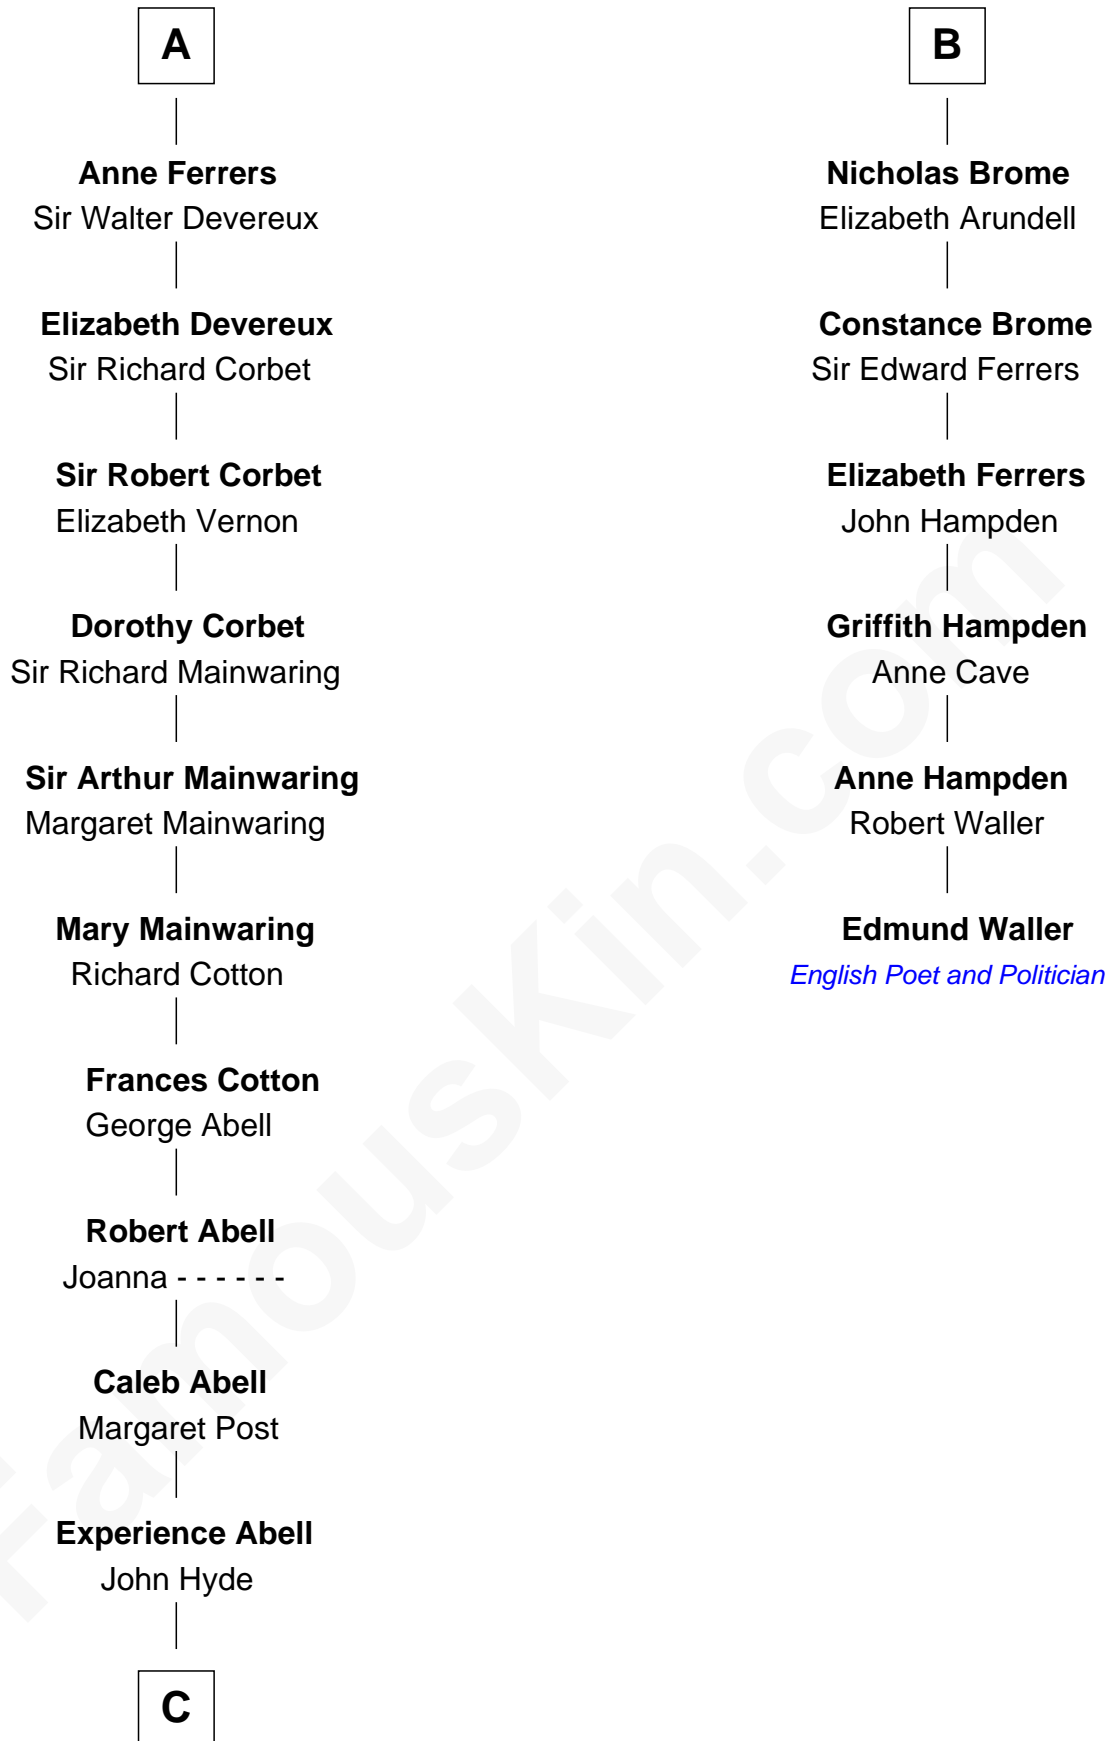 A
Anne Ferrers
Sir Walter Devereux
Elizabeth Devereux
Sir Richard Corbet
Sir Robert Corbet
Elizabeth Vernon
Dorothy Corbet
Sir Richard Mainwaring
Sir Arthur Mainwaring
Margaret Mainwaring
Mary Mainwaring
Richard Cotton
Frances Cotton
George Abell
Robert Abell
Joanna - - - - - -
Caleb Abell
Margaret Post
Experience Abell
John Hyde
C
B
Nicholas Brome
Elizabeth Arundell
Constance Brome
Sir Edward Ferrers
Elizabeth Ferrers
John Hampden
Griffith Hampden
Anne Cave
Anne Hampden
Robert Waller
Edmund Waller
English Poet and Politician
FamousKin.com